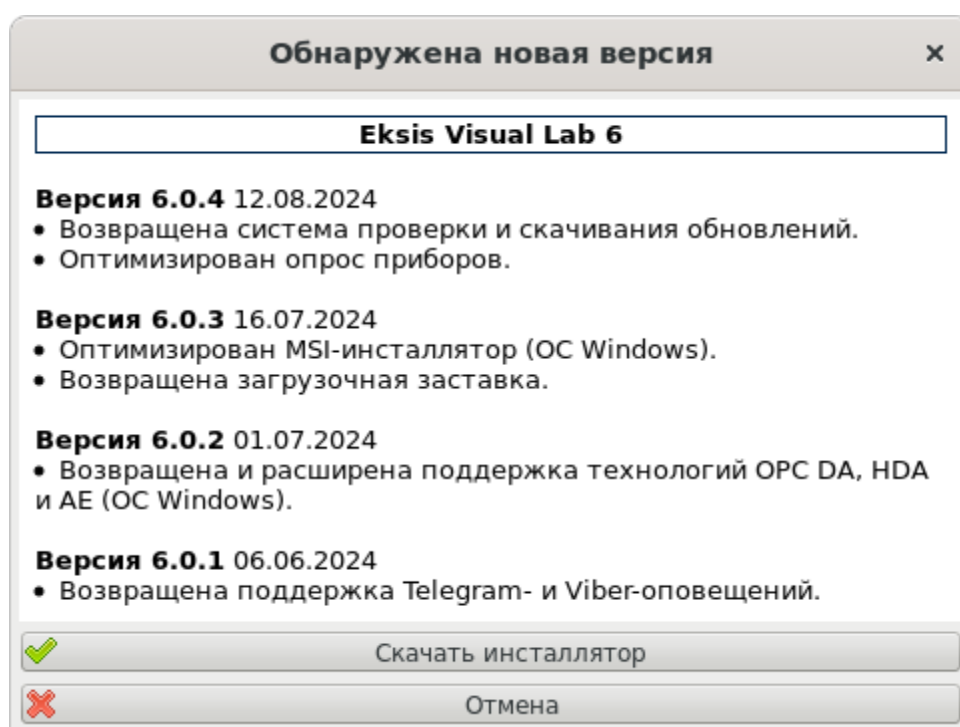 Обнаружена новая версия
Eksis Visual Lab 6
Версия 6.0.4 12.08.2024
• Возвращена система проверки и скачивания обновлений.
• Оптимизирован опрос приборов.
Версия 6.0.3 16.07.2024
• Оптимизирован MSI-инсталлятор (ОС Windows).
• Возвращена загрузочная заставка.
Версия 6.0.2 01.07.2024
• Возвращена и расширена поддержка технологий OPC DA, HDA
и AE (ОС Windows).
Версия 6.0.1 06.06.2024
• Возвращена поддержка Telegram- и Viber-оповещений.
Скачать инсталлятор
Отмена